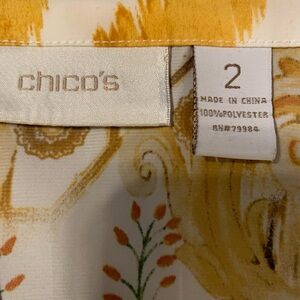 chico's
2
MADE IN CHINA
100%POLYESTER
RN#79984